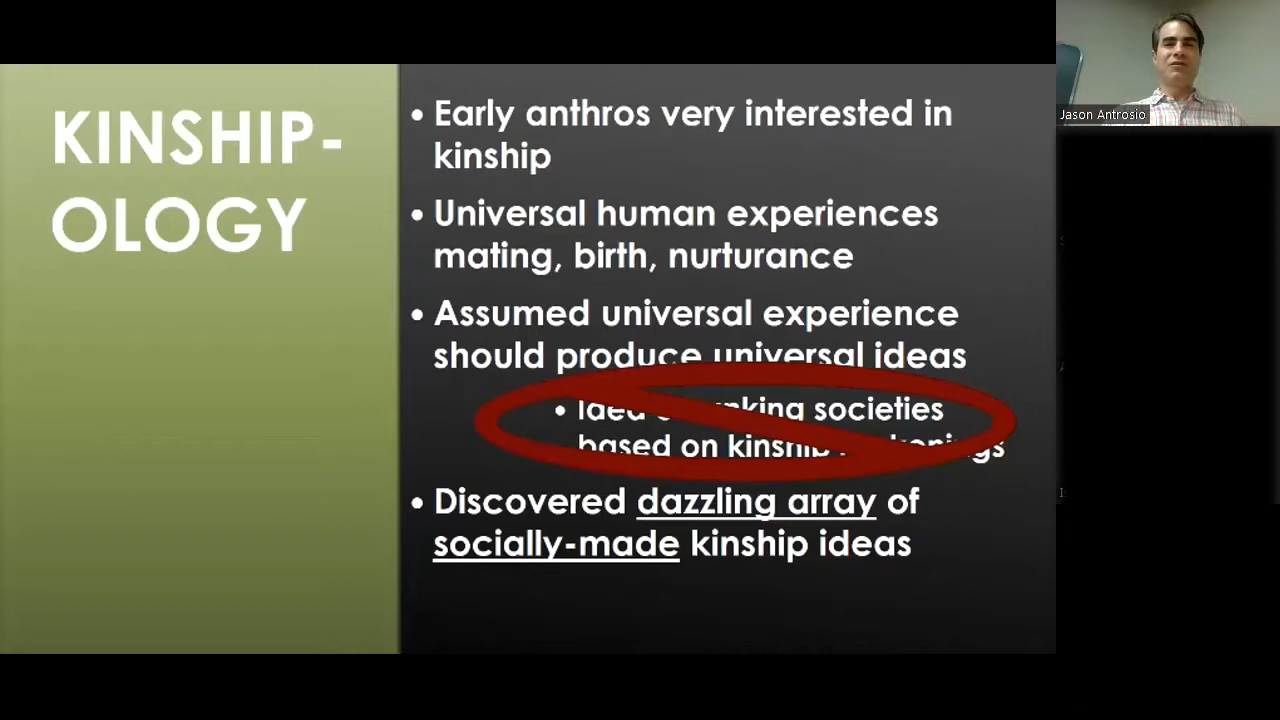 KINSHIP-
OLOGY
• Early anthros very interested in
kinship
• Universal human experiences
mating, birth, nurturance
• Assumed universal experience
should produce universal ideas
• Idea societies
based on kinship
• Discovered dazzling array of
socially-made kinship ideas
Jason Antrosio